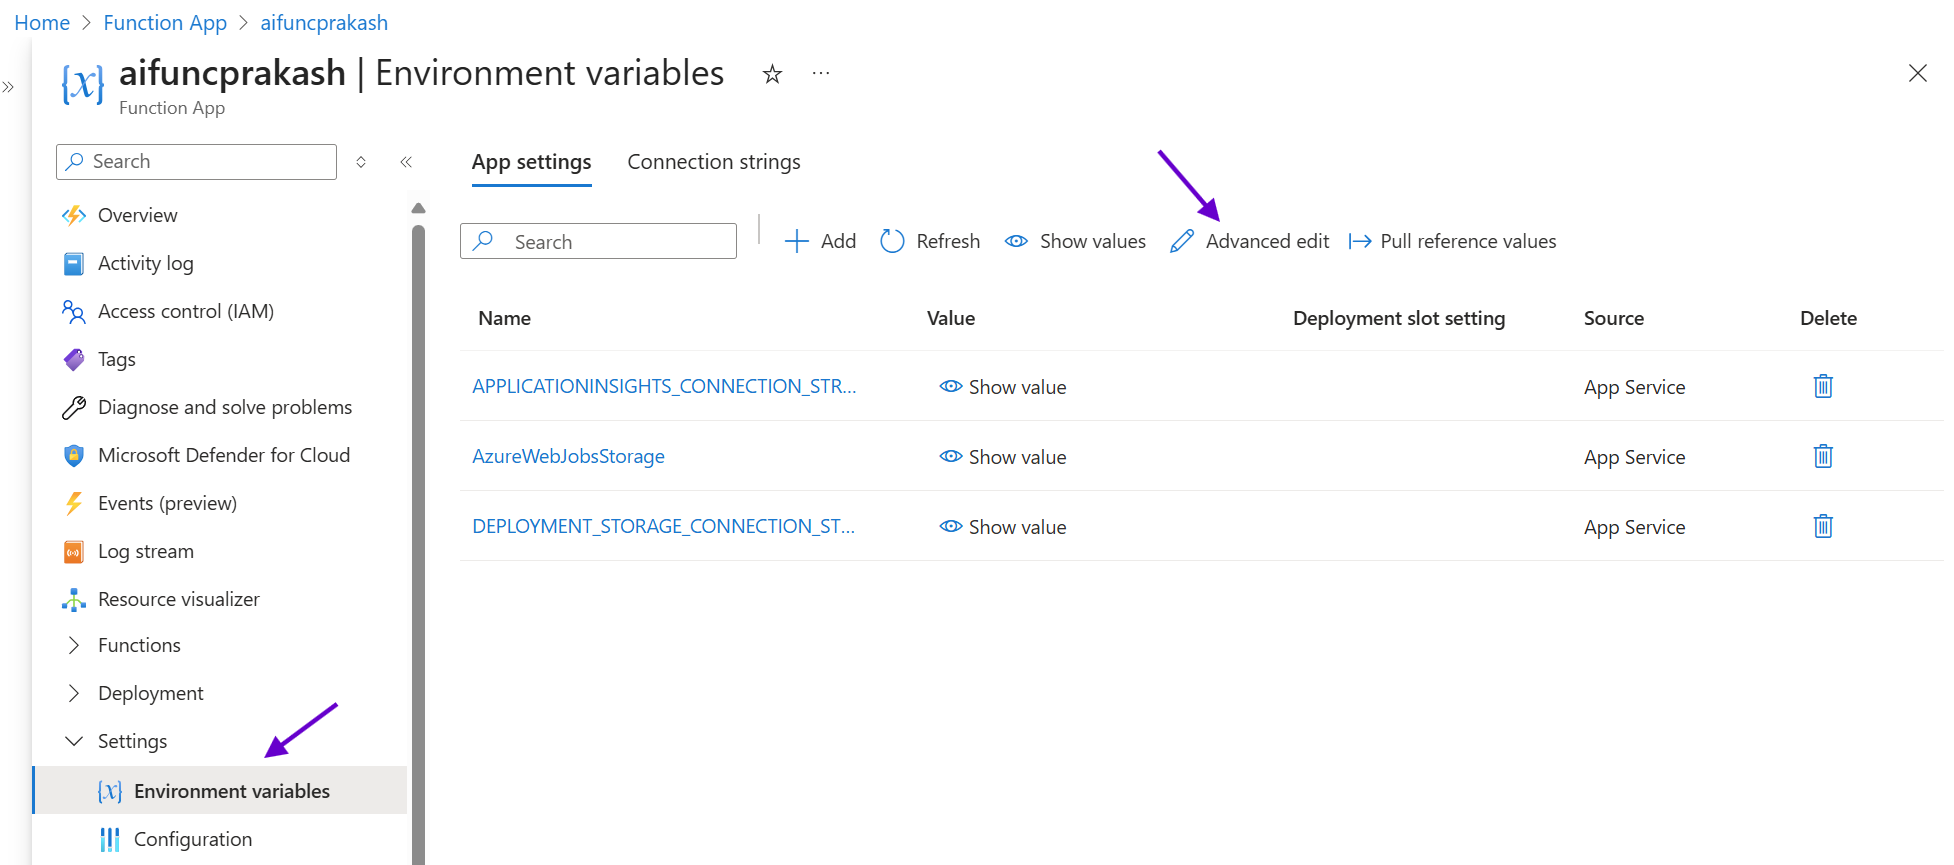 Home > Function App > aifuncprakash
aifuncprakash | Environment variables
Function App
Search
Overview
Activity log
Access control (IAM)
Tags
Diagnose and solve problems
Microsoft Defender for Cloud
Events (preview)
Log stream
Resource visualizer
Functions
Deployment
Settings
Environment variables
Configuration
App settings Connection strings
Search Add Refresh Show values Advanced edit Pull reference values
Name Value Deployment slot setting Source Delete
APPLICATIONINSIGHTS_CONNECTION_STR... Show value App Service
AzureWebJobsStorage Show value App Service
DEPLOYMENT_STORAGE_CONNECTION_ST... Show value App Service